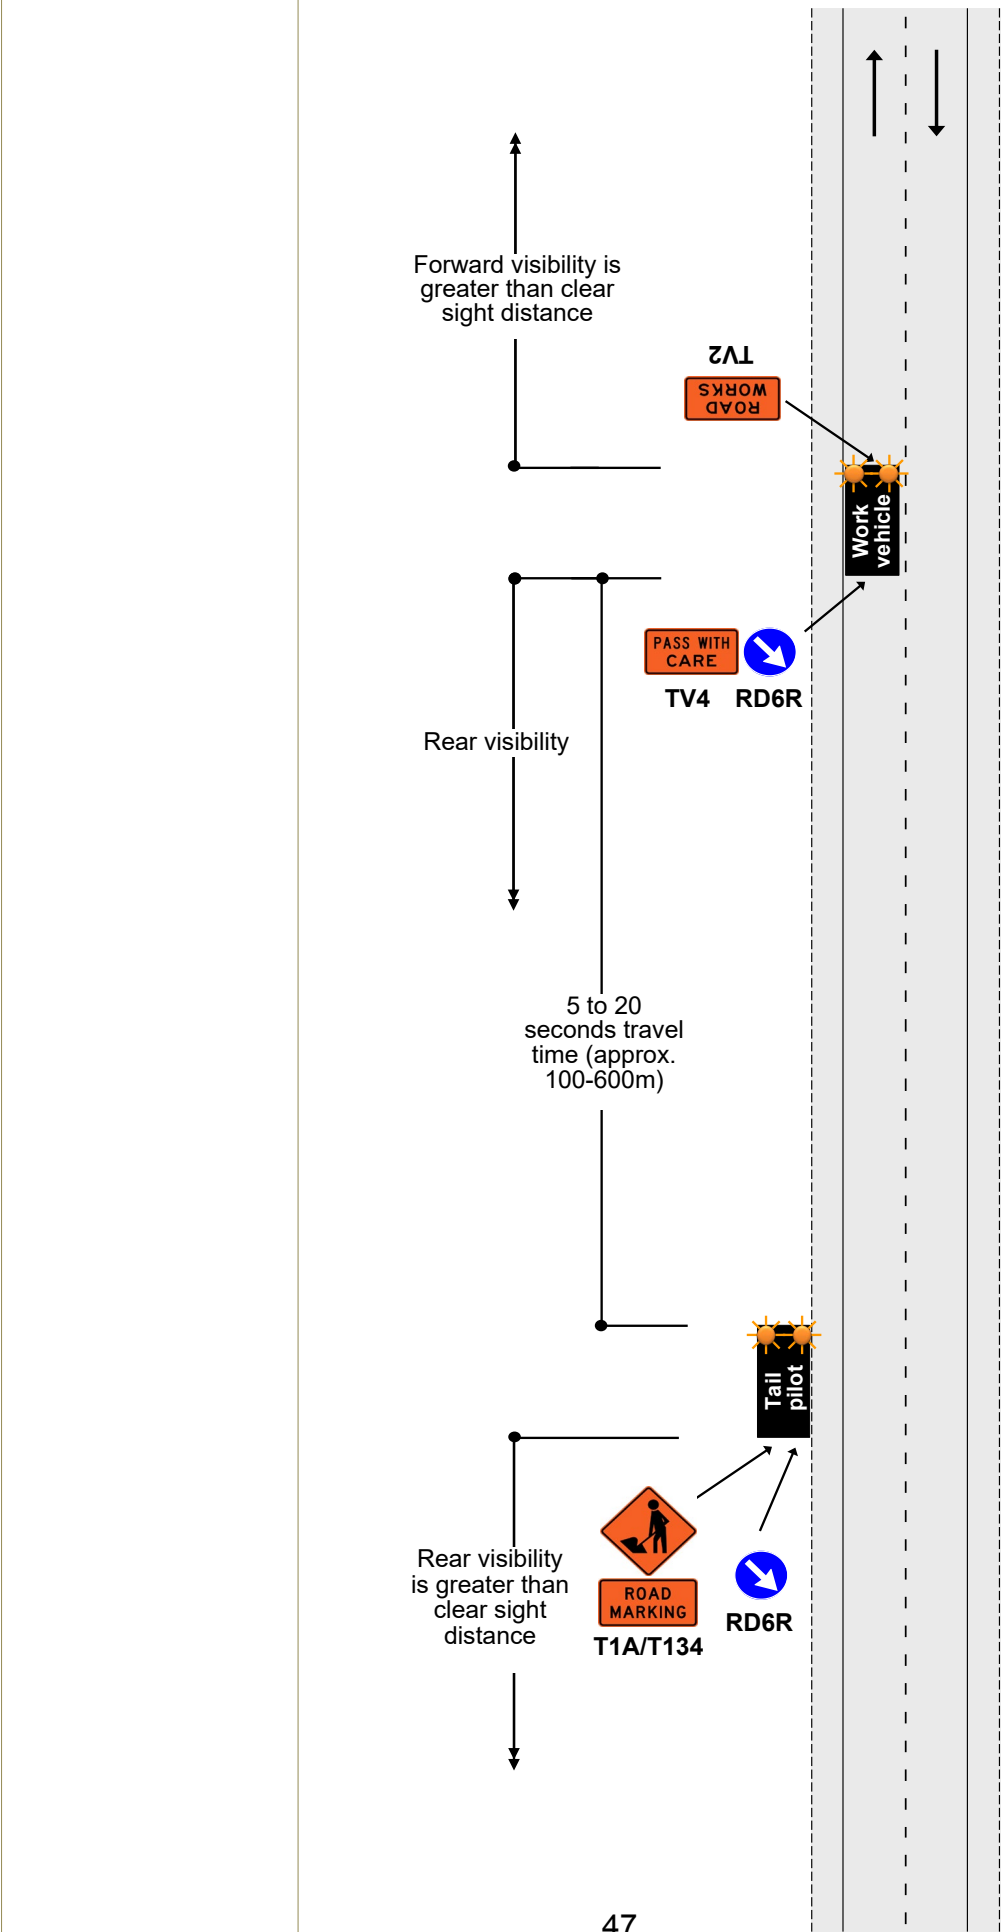 Forward visibility is
greater than clear
sight distance
TV2
ROAD
WORKS
Work
vehicle
PASS WITH
CARE
TV4 RD6R
Rear visibility
5 to 20
seconds travel
time (approx.
100-600m)
Tail
pilot
Rear visibility
is greater than
clear sight
distance
ROAD
MARKING
T1A/T134
RD6R
47